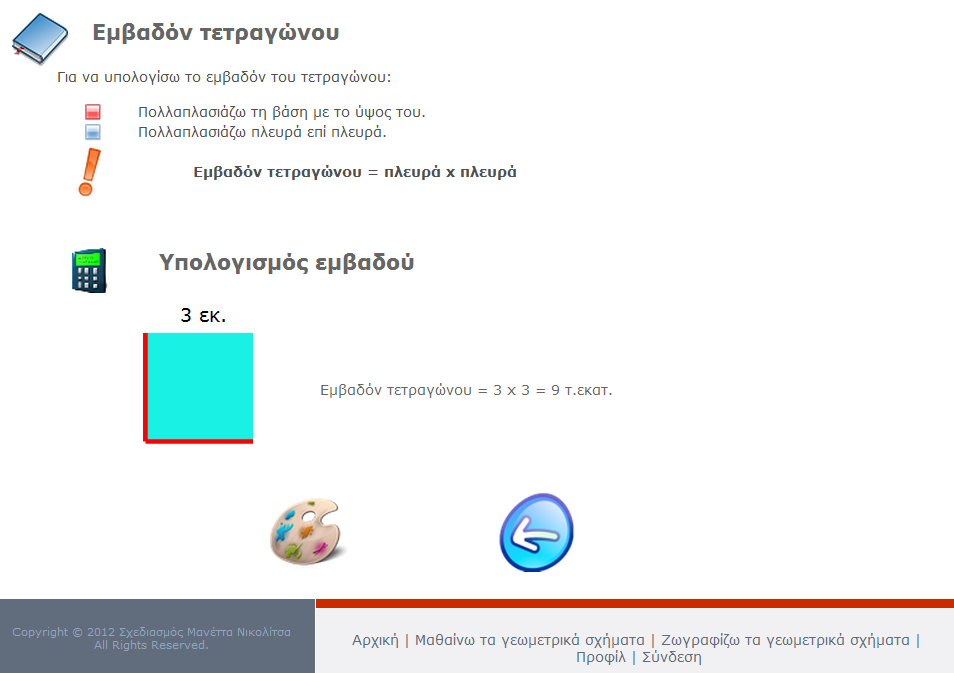 Εμβαδόν τετραγώνου
Για να υπολογίσω το εμβαδόν του τετραγώνου:
Πολλαπλασιάζω τη βάση με το ύψος του.
Πολλαπλασιάζω πλευρά επί πλευρά.
Εμβαδόν τετραγώνου = πλευρά x πλευρά
Υπολογισμός εμβαδού
3 εκ.
Εμβαδόν τετραγώνου = 3 x 3 = 9 τ.εκατ.
Copyright © 2012 Σχεδιασμός Μανέττα Νικολίτσα
All Rights Reserved.
Αρχική | Μαθαίνω τα γεωμετρικά σχήματα | Ζωγραφίζω τα γεωμετρικά σχήματα |
Προφίλ | Σύνδεση